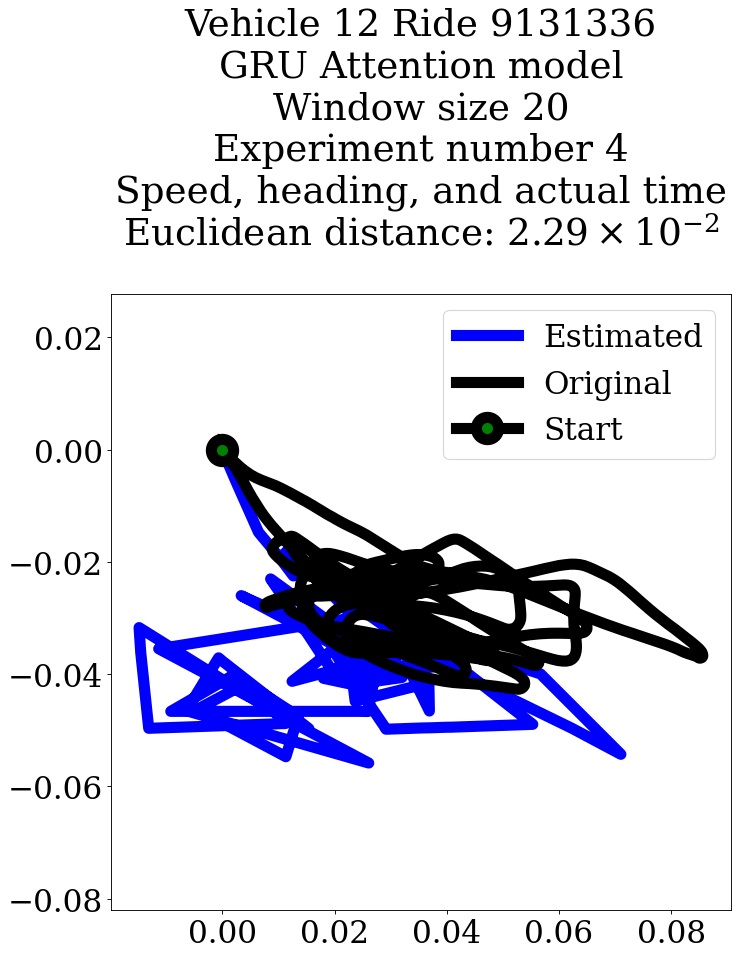 Vehicle 12 Ride 9131336
GRU Attention model
Window size 20
Experiment number 4
Speed, heading, and actual time
Euclidean distance: 2.29 × 10⁻²
Estimated
Original
Start
0.02
0.00
−0.02
−0.04
−0.06
−0.08
0.00 0.02 0.04 0.06 0.08